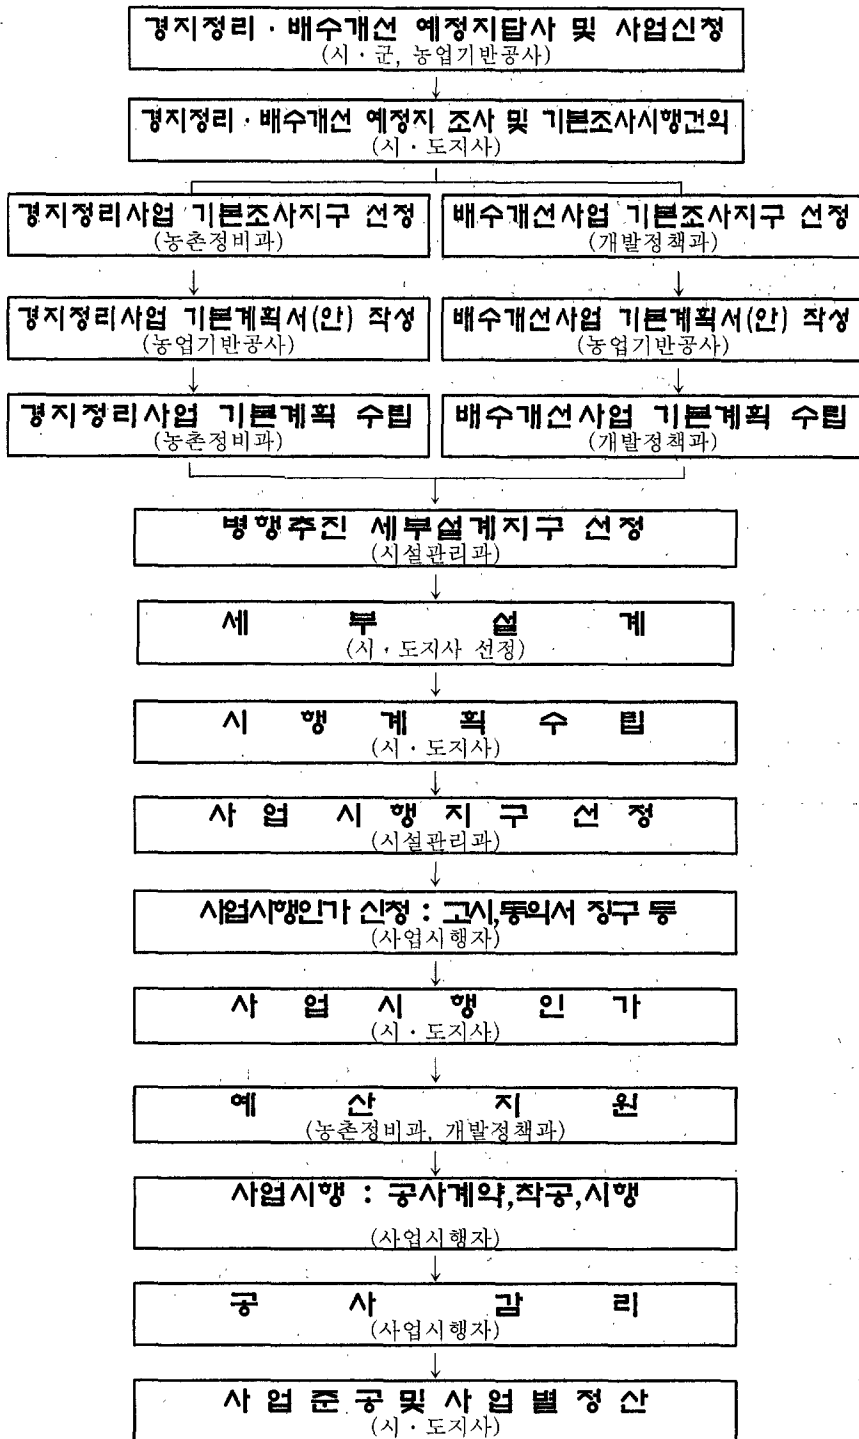 경지정리 · 배수개선 예정지답사 및 사업신청
(시 · 군, 농업기반공사)
경지정리 · 배수개선 예정지 조사 및 기본조사시행건의
(시 · 도지사)
경지정리사업 기본조사지구 선정
(농촌정비과)
배수개선사업 기본조사지구 선정
(개발정책과)
경지정리사업 기본계획서(안) 작성
(농업기반공사)
배수개선사업 기본계획서(안) 작성
(농업기반공사)
경지정리사업 기본계획 수립
(농촌정비과)
배수개선사업 기본계획 수립
(개발정책과)
병행추진 세부설계지구 선정
(시설관리과)
세 부 설 계
(시 · 도지사 선정)
시 행 계 획 수 립
(시 · 도지사)
사 업 시 행 지 구 선 정
(시설관리과)
사업시행인가 신청 : 고시,동의서 징구 등
(사업시행자)
사 업 시 행 인 가
(시 · 도지사)
예 산 지 원
(농촌정비과, 개발정책과)
사업시행 : 공사계약,착공,시행
(사업시행자)
공 사 감 리
(사업시행자)
사 업 준 공 및 사 업 별 정 산
(시 · 도지사)